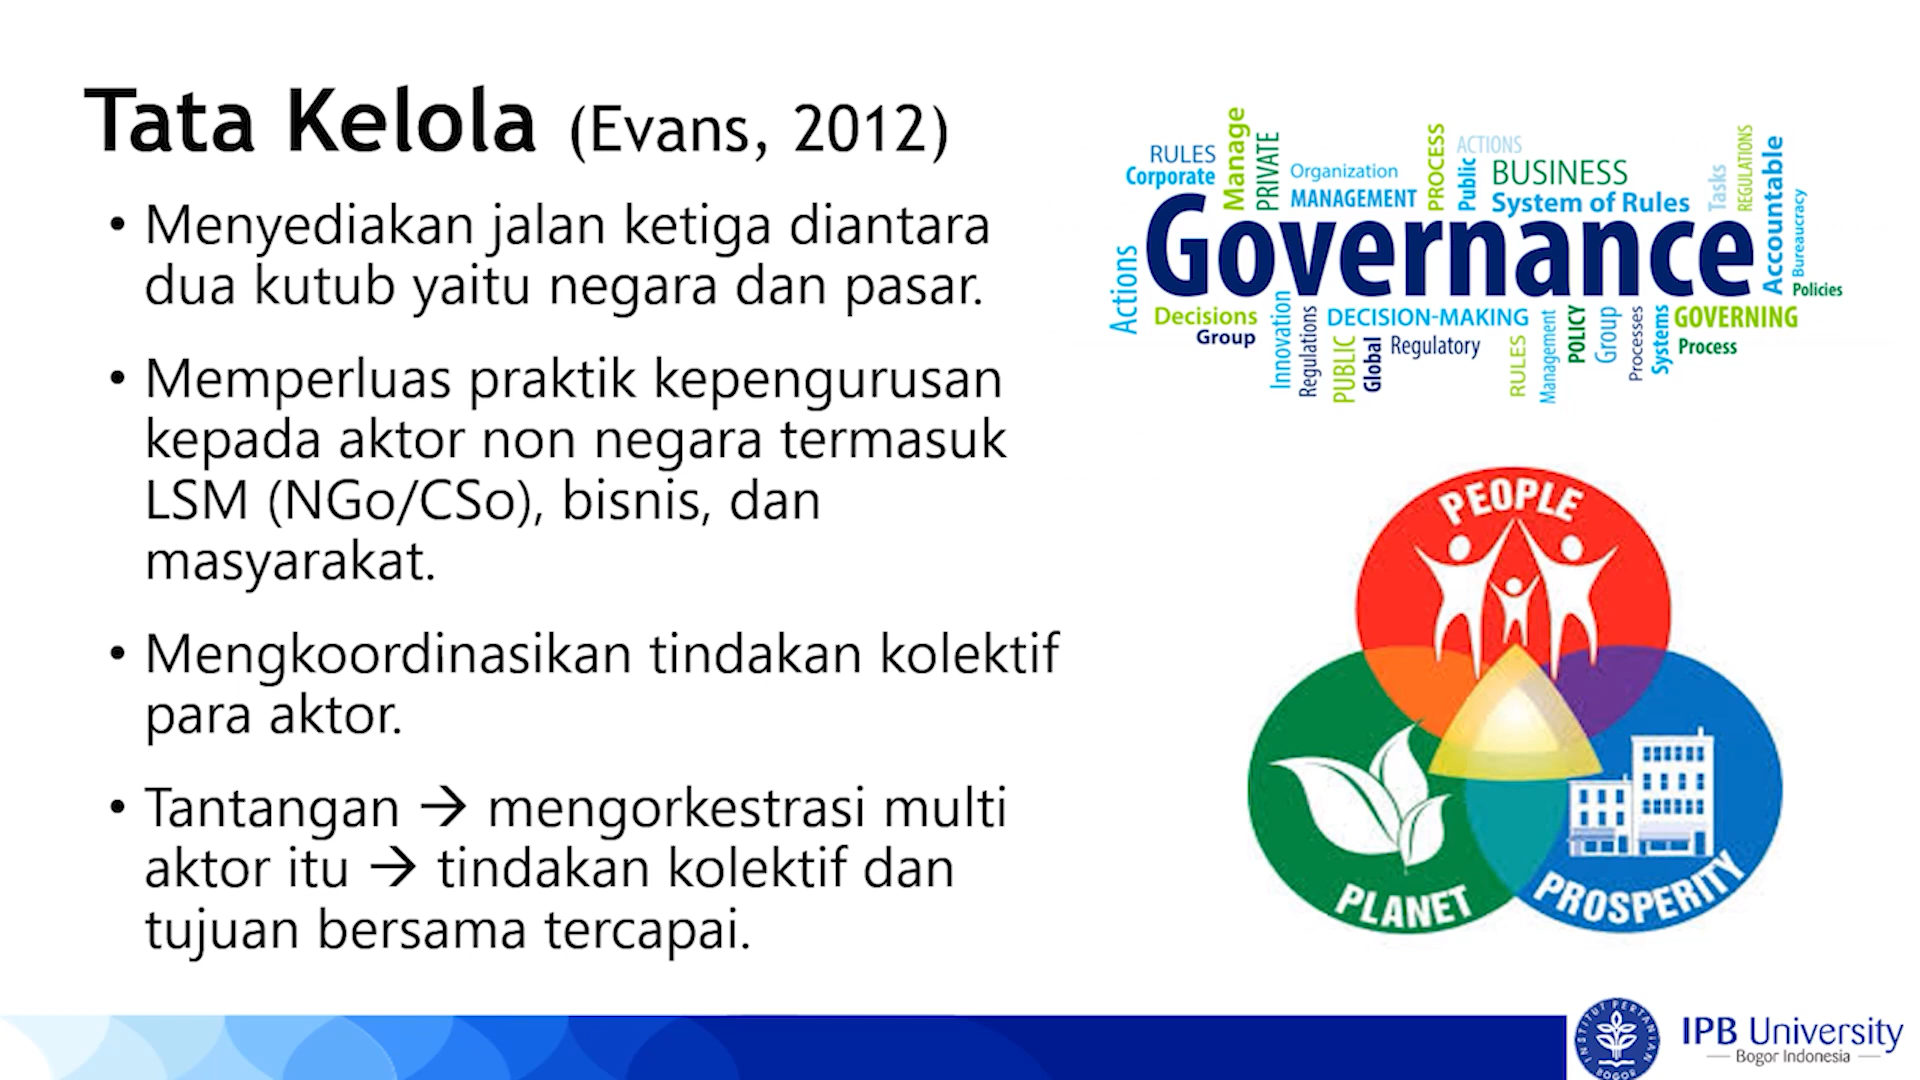 Tata Kelola (Evans, 2012)
• Menyediakan jalan ketiga diantara
dua kutub yaitu negara dan pasar.
• Memperluas praktik kepengurusan
kepada aktor non negara termasuk
LSM (NGo/CSo), bisnis, dan
masyarakat.
• Mengkoordinasikan tindakan kolektif
para aktor.
• Tantangan → mengorkestrasi multi
aktor itu → tindakan kolektif dan
tujuan bersama tercapai.
RULES
Corporate
Manage
PRIVATE
Organization
MANAGEMENT
PROCESS
ACTIONS
Public
BUSINESS
System of Rules
Tasks
REGULATIONS
Accountable
Bureaucracy
Policies
Actions
Governance
Decisions
Group
Innovation
Regulations
DECISION-MAKING
PUBLIC
Global
Regulatory
RULES
Management
POLICY
Group
Processes
Systems
GOVERNING
Process
PEOPLE
PLANET
PROSPERITY
INSTITUT PERTANIAN
BOGOR
IPB University
Bogor Indonesia